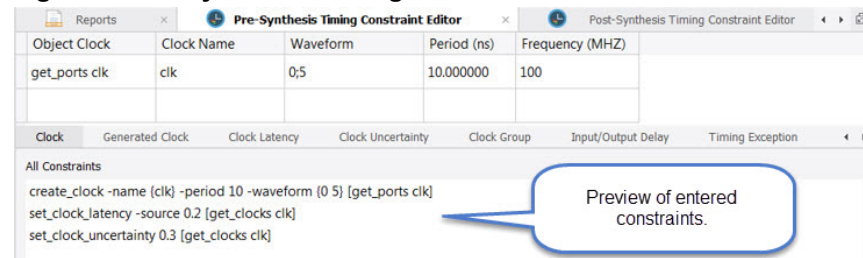 Reports × Pre-Synthesis Timing Constraint Editor × Post-Synthesis Timing Constraint Editor
Object Clock Clock Name Waveform Period (ns) Frequency (MHZ)
get_ports clk clk 0;5 10.000000 100
Clock Generated Clock Clock Latency Clock Uncertainty Clock Group Input/Output Delay Timing Exception
All Constraints
create_clock -name {clk} -period 10 -waveform {0 5} [get_ports clk]
set_clock_latency -source 0.2 [get_clocks clk]
set_clock_uncertainty 0.3 [get_clocks clk]
Preview of entered
constraints.